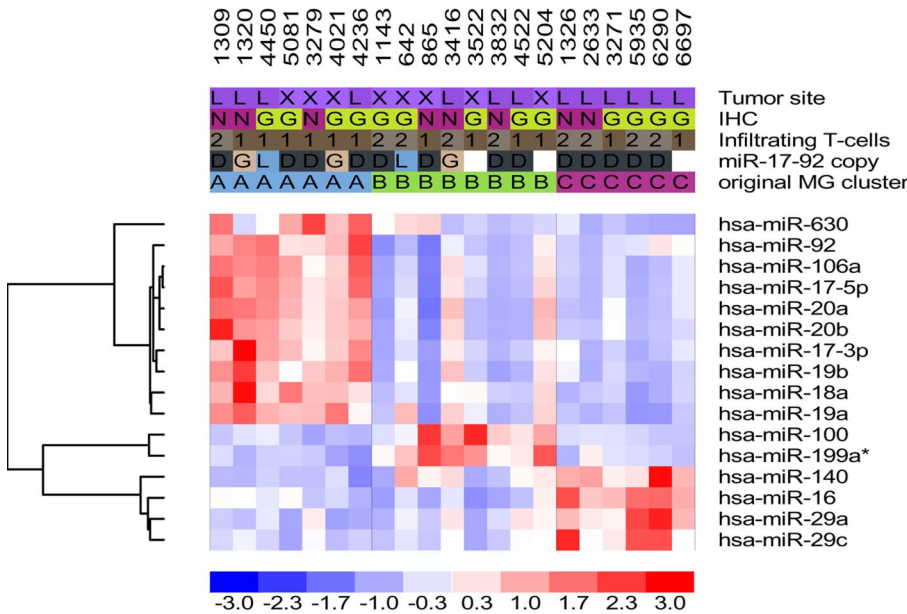 1309 1320 4450 5081 3279 4021 4236 1143 642 865 3416 3522 3832 4522 5204 1326 2633 3271 5935 6290 6697
L L L X X X L X X X L X L L X L L L L L L Tumor site
N N G G N G G G G N N G N G G N N G G G G IHC
2 1 1 1 1 1 1 2 2 1 2 1 2 1 1 2 1 1 2 2 1 Infiltrating T-cells
D G L D D G D D L D G D D D D D D D miR-17-92 copy
A A A A A A A B B B B B B B B C C C C C C original MG cluster
hsa-miR-630
hsa-miR-92
hsa-miR-106a
hsa-miR-17-5p
hsa-miR-20a
hsa-miR-20b
hsa-miR-17-3p
hsa-miR-19b
hsa-miR-18a
hsa-miR-19a
hsa-miR-100
hsa-miR-199a*
hsa-miR-140
hsa-miR-16
hsa-miR-29a
hsa-miR-29c
-3.0 -2.3 -1.7 -1.0 -0.3 0.3 1.0 1.7 2.3 3.0